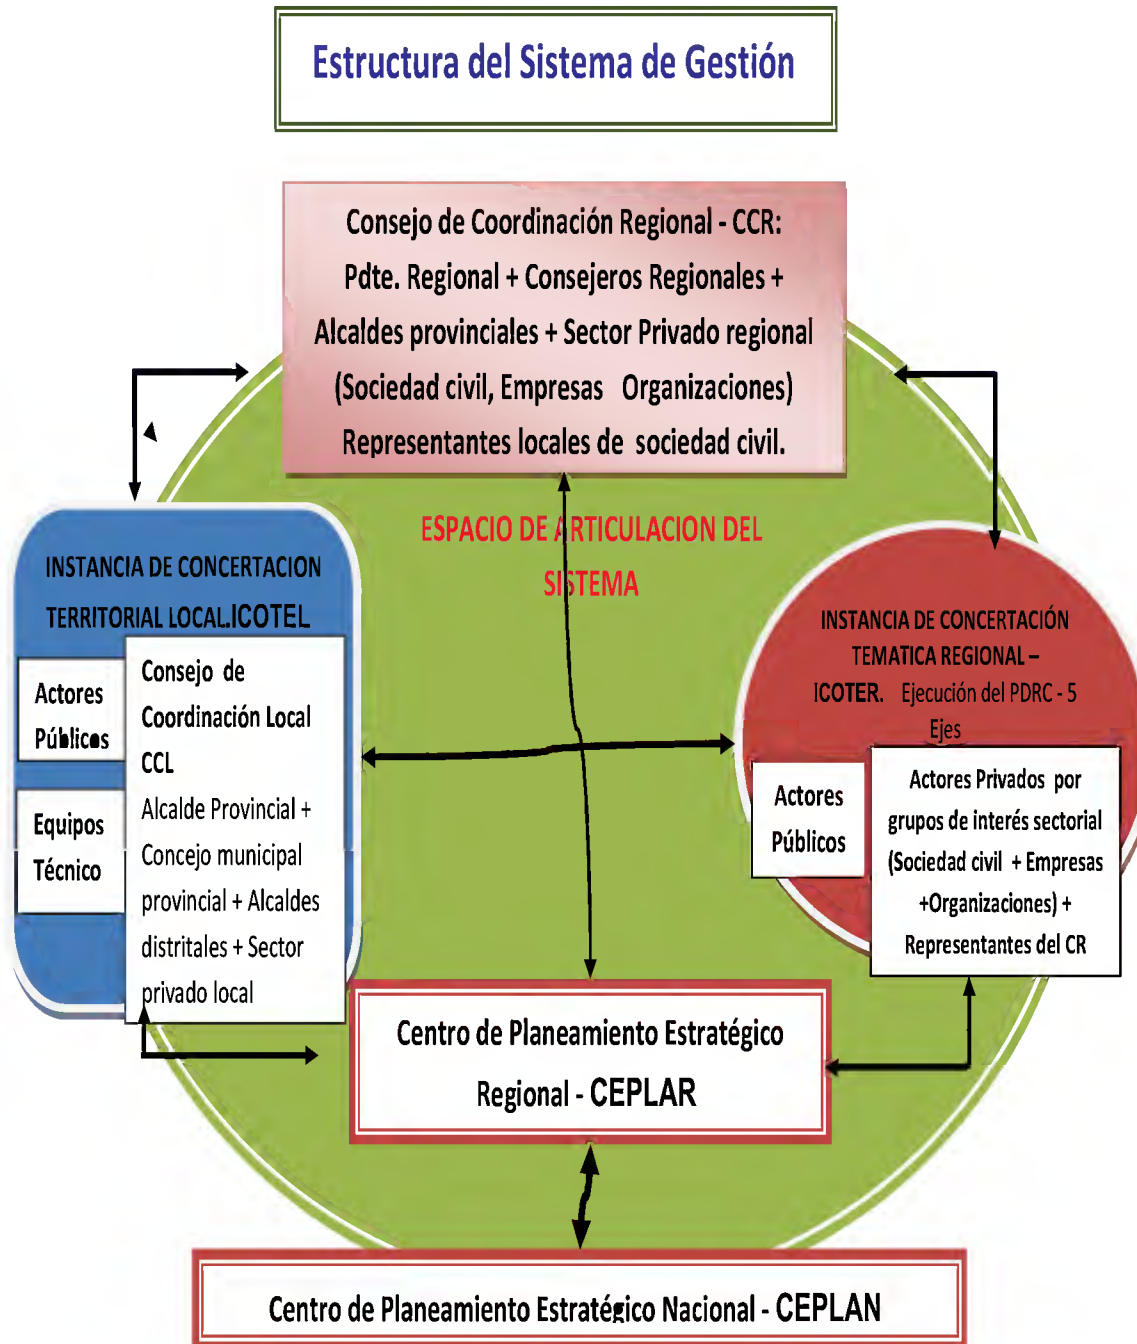 Estructura del Sistema de Gestión
Consejo de Coordinación Regional - CCR:
Pdte. Regional + Consejeros Regionales +
Alcaldes provinciales + Sector Privado regional
(Sociedad civil, Empresas Organizaciones)
Representantes locales de sociedad civil.
ESPACIO DE ARTICULACION DEL
SISTEMA
INSTANCIA DE CONCERTACION
TERRITORIAL LOCAL.ICOTEL
Actores
Públicos
Equipos
Técnico
Consejo de
Coordinación Local
CCL
Alcalde Provincial +
Concejo municipal
provincial + Alcaldes
distritales + Sector
privado local
INSTANCIA DE CONCERTACIÓN
TEMATICA REGIONAL –
ICOTER. Ejecución del PDRC - 5
Ejes
Actores
Públicos
Actores Privados por
grupos de interés sectorial
(Sociedad civil + Empresas
+Organizaciones) +
Representantes del CR
Centro de Planeamiento Estratégico
Regional - CEPLAR
Centro de Planeamiento Estratégico Nacional - CEPLAN